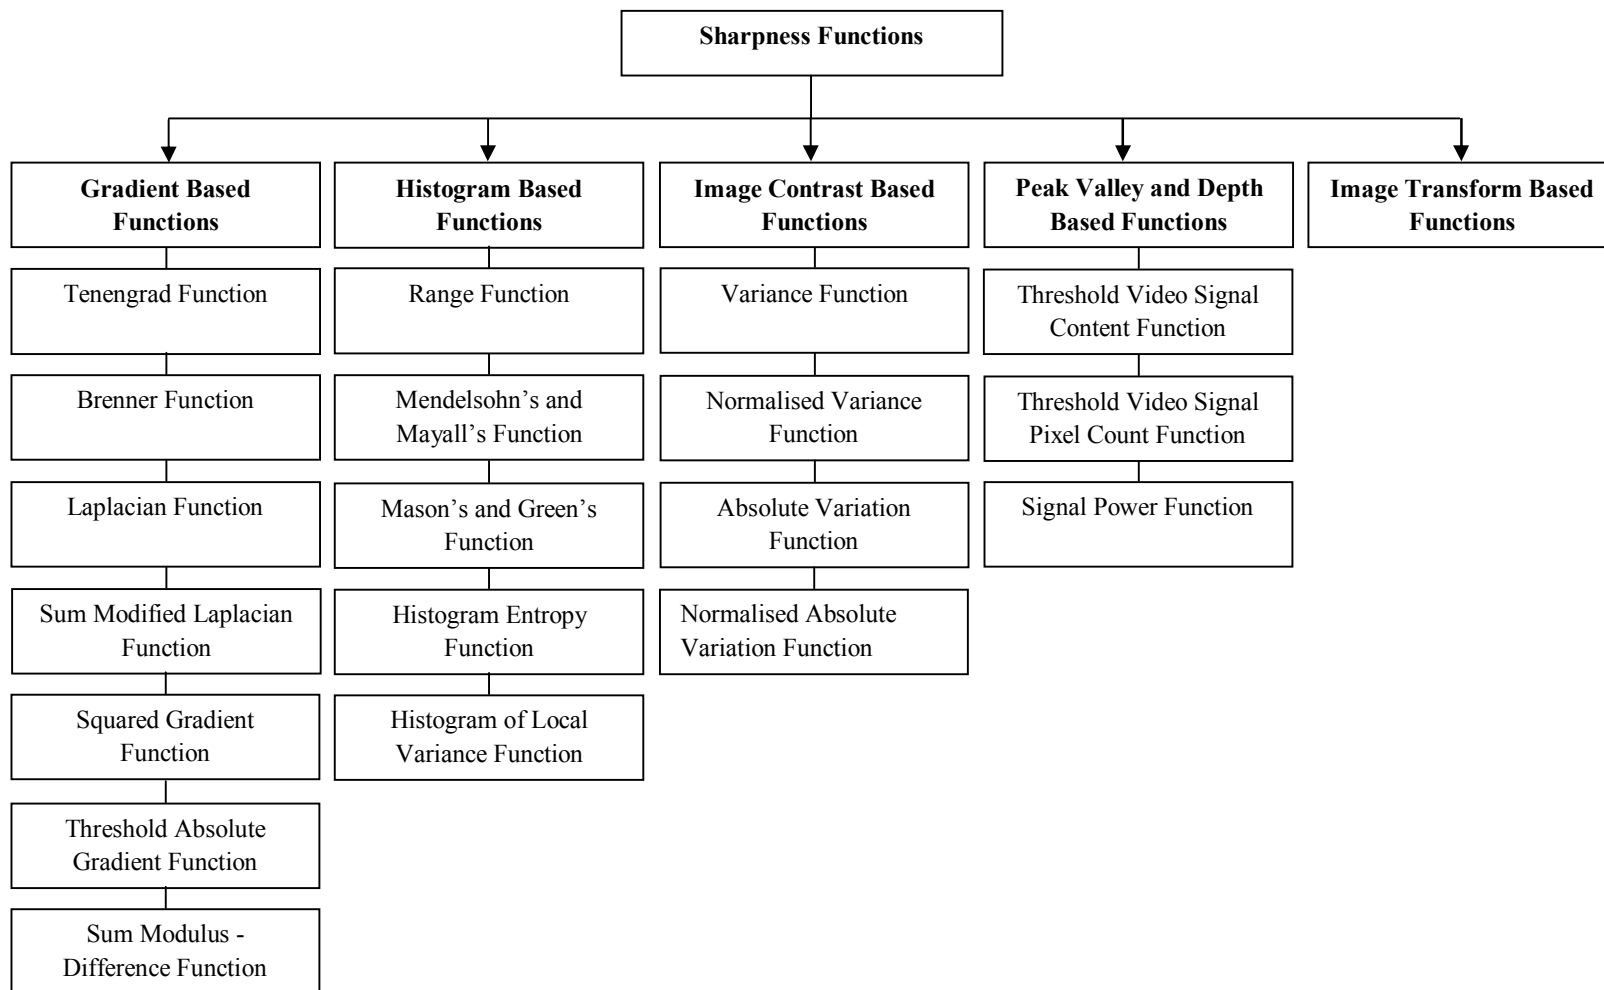 Sharpness Functions
Gradient Based
Functions
Histogram Based
Functions
Image Contrast Based
Functions
Peak Valley and Depth
Based Functions
Image Transform Based
Functions
Tenengrad Function
Brenner Function
Laplacian Function
Sum Modified Laplacian
Function
Squared Gradient
Function
Threshold Absolute
Gradient Function
Sum Modulus -
Difference Function
Range Function
Mendelsohn’s and
Mayall’s Function
Mason’s and Green’s
Function
Histogram Entropy
Function
Histogram of Local
Variance Function
Variance Function
Normalised Variance
Function
Absolute Variation
Function
Normalised Absolute
Variation Function
Threshold Video Signal
Content Function
Threshold Video Signal
Pixel Count Function
Signal Power Function